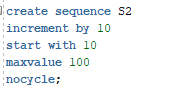 create sequence S2
increment by 10
start with 10
maxvalue 100
nocycle;